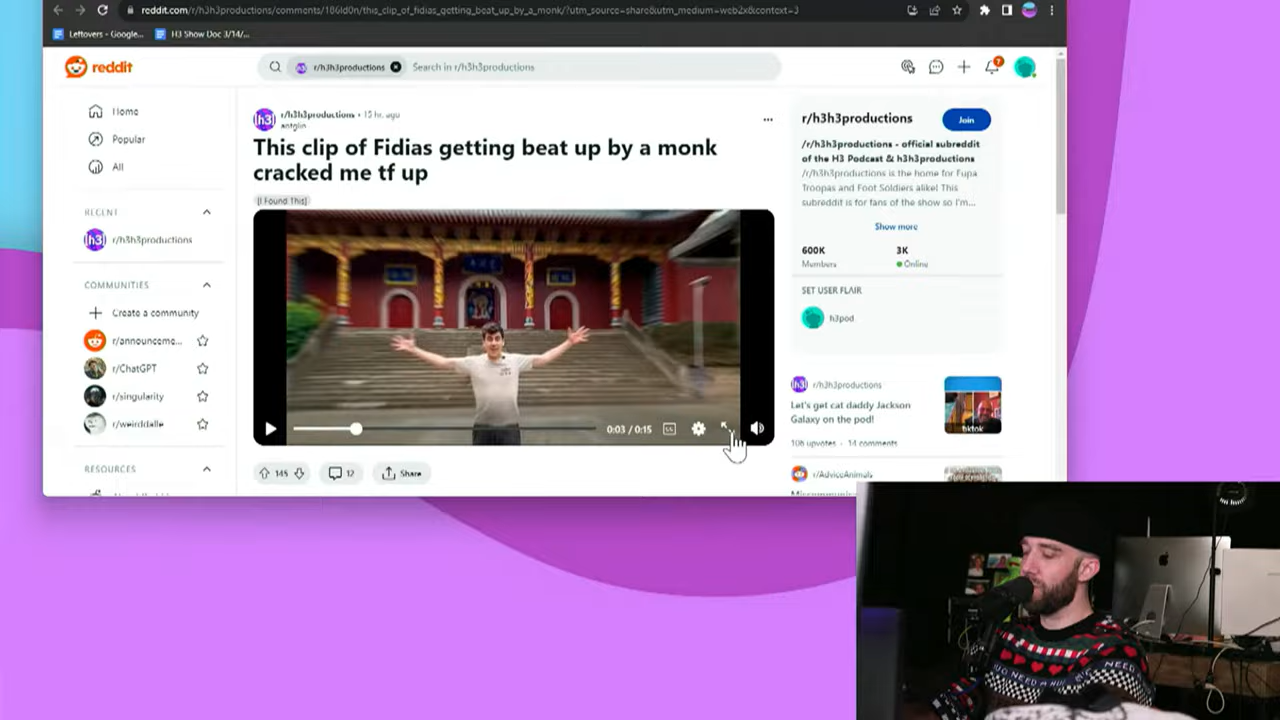 reddit.com/r/h3h3productions/comments/186ld0n/this_clip_of_fidias_getting_beat_up_by_a_monk/?utm_source=share&utm_medium=web2x&context=3
Leftovers - Google...
H3 Show Doc 3/14/...
reddit
r/h3h3productions
Search in r/h3h3productions
7
Home
Popular
All
RECENT
r/h3h3productions
COMMUNITIES
Create a community
r/announceme...
r/ChatGPT
r/singularity
r/weirddalle
RESOURCES
h3
r/h3h3productions • 15 hr. ago
This clip of Fidias getting beat up by a monk
cracked me tf up
[I Found This]
0:03 / 0:15
CC
145
12
Share
r/h3h3productions
Join
/r/h3h3productions - official subreddit
of the H3 Podcast & h3h3productions
/r/h3h3productions is the home for Fupa
Troopas and Foot Soldiers alike! This
subreddit is for fans of the show so I'm...
Show more
600K
3K
Members
Online
SET USER FLAIR
h3pod
r/h3h3productions
Let's get cat daddy Jackson
Galaxy on the pod!
tiktok
106 upvotes • 14 comments
r/AdviceAnimals